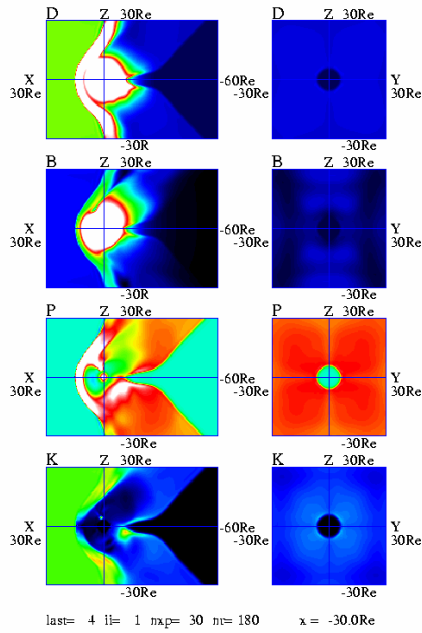 D Z 30Re D Z 30Re
X -60Re Y
30Re -30Re 30Re
-30R -30Re
B Z 30Re B Z 30Re
X -60Re Y
30Re -30Re 30Re
-30R -30Re
P Z 30Re P Z 30Re
X -60Re Y
30Re -30Re 30Re
-30Re -30Re
K Z 30Re K Z 30Re
X -60Re Y
30Re -30Re 30Re
-30Re -30Re
last= 4 ii= 1 nxp= 30 nt= 180 x = -30.0Re